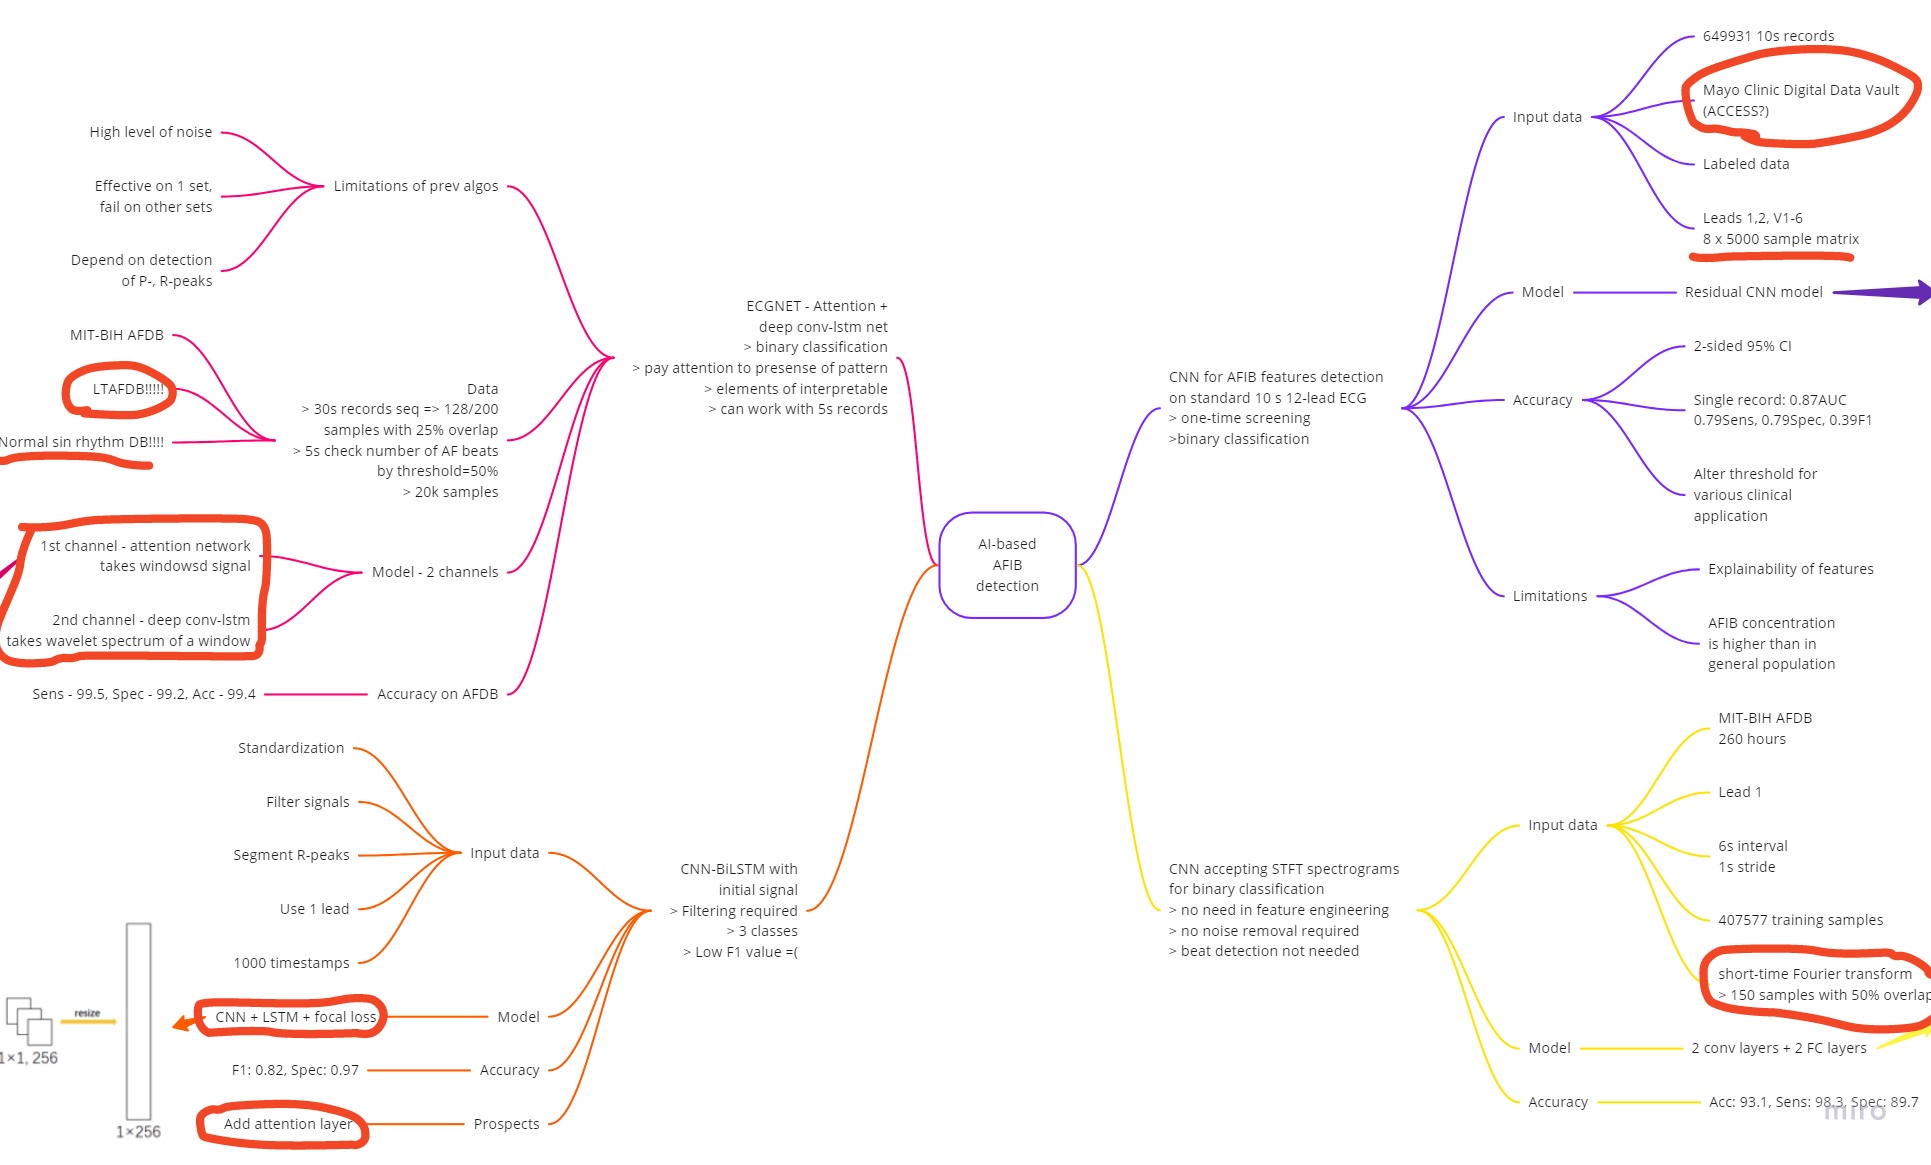 AI-based
AFIB
detection
ECGNET - Attention +
deep conv-lstm net
> binary classification
> pay attention to presense of pattern
> elements of interpretable
> can work with 5s records
Limitations of prev algos
High level of noise
Effective on 1 set,
fail on other sets
Depend on detection
of P-, R-peaks
Data
> 30s records seq => 128/200
samples with 25% overlap
> 5s check number of AF beats
by threshold=50%
> 20k samples
MIT-BIH AFDB
LTAFDB!!!!!
Normal sin rhythm DB!!!!
Model - 2 channels
1st channel - attention network
takes windowsd signal
2nd channel - deep conv-lstm
takes wavelet spectrum of a window
Accuracy on AFDB
Sens - 99.5, Spec - 99.2, Acc - 99.4
CNN-BiLSTM with
initial signal
> Filtering required
> 3 classes
> Low F1 value =(
Input data
Standardization
Filter signals
Segment R-peaks
Use 1 lead
1000 timestamps
Model
CNN + LSTM + focal loss
Accuracy
F1: 0.82, Spec: 0.97
Prospects
Add attention layer
resize
1×1, 256
1×256
CNN for AFIB features detection
on standard 10 s 12-lead ECG
> one-time screening
>binary classification
Input data
649931 10s records
Mayo Clinic Digital Data Vault
(ACCESS?)
Labeled data
Leads 1,2, V1-6
8 x 5000 sample matrix
Model
Residual CNN model
Accuracy
2-sided 95% CI
Single record: 0.87AUC
0.79Sens, 0.79Spec, 0.39F1
Alter threshold for
various clinical
application
Limitations
Explainability of features
AFIB concentration
is higher than in
general population
CNN accepting STFT spectrograms
for binary classification
> no need in feature engineering
> no noise removal required
> beat detection not needed
Input data
MIT-BIH AFDB
260 hours
Lead 1
6s interval
1s stride
407577 training samples
short-time Fourier transform
> 150 samples with 50% overlap
Model
2 conv layers + 2 FC layers
Accuracy
Acc: 93.1, Sens: 98.3, Spec: 89.7
miro